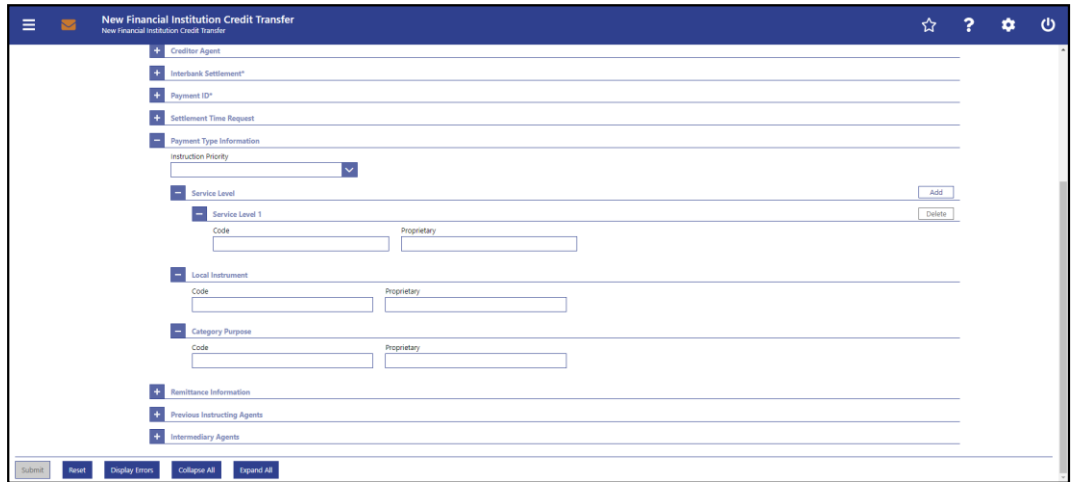 New Financial Institution Credit Transfer
New Financial Institution Credit Transfer
Creditor Agent
Interbank Settlement*
Payment ID*
Settlement Time Request
Payment Type Information
Instruction Priority
Service Level Add
Service Level 1 Delete
Code Proprietary
Local Instrument
Code Proprietary
Category Purpose
Code Proprietary
Remittance Information
Previous Instructing Agents
Intermediary Agents
Submit Reset Display Errors Collapse All Expand All